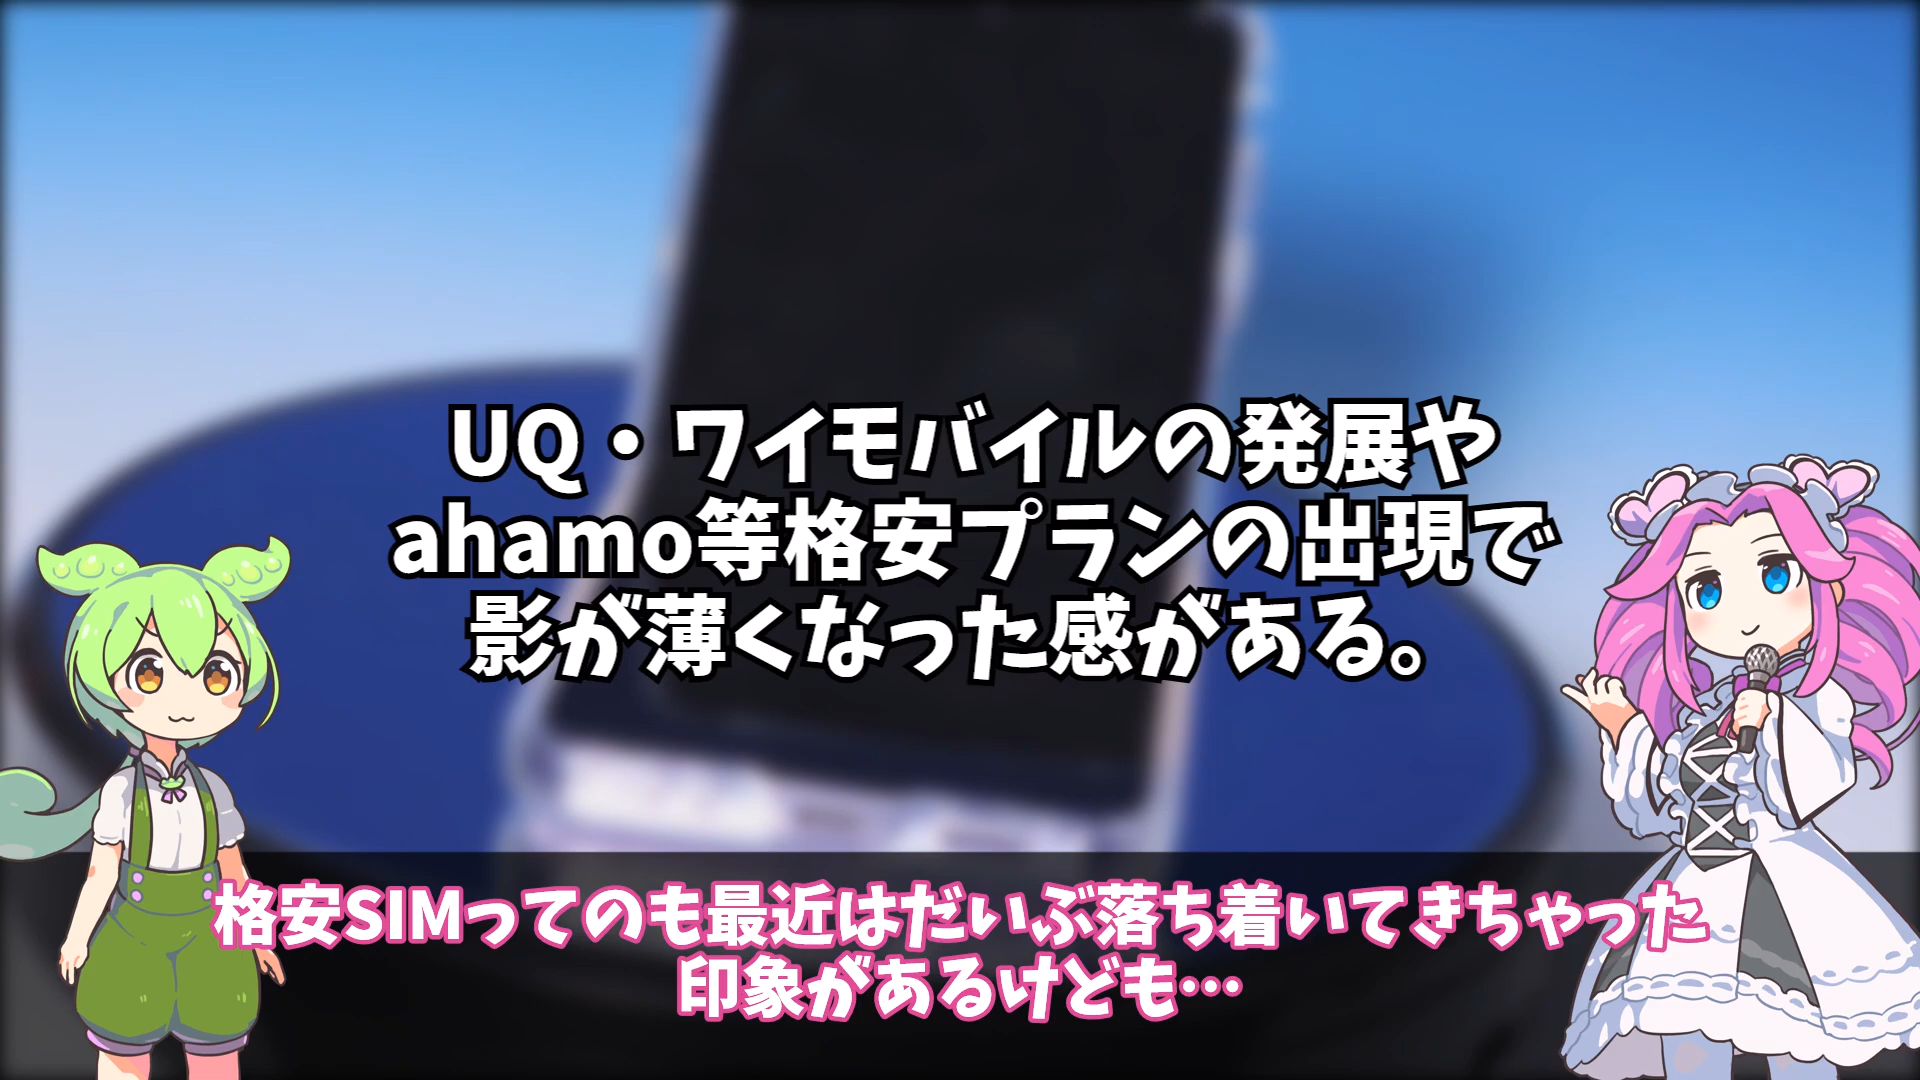 UQ・ワイモバイルの発展や
ahamo等格安プランの出現で
影が薄くなった感がある。
格安SIMってのも最近はだいぶ落ち着いてきちゃった
印象があるけども…